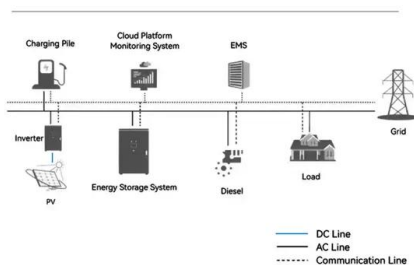 Charging Pile
Cloud Platform
Monitoring System
EMS
Grid
Inverter
PV
Energy Storage System
Diesel
Load
DC Line
AC Line
Communication Line